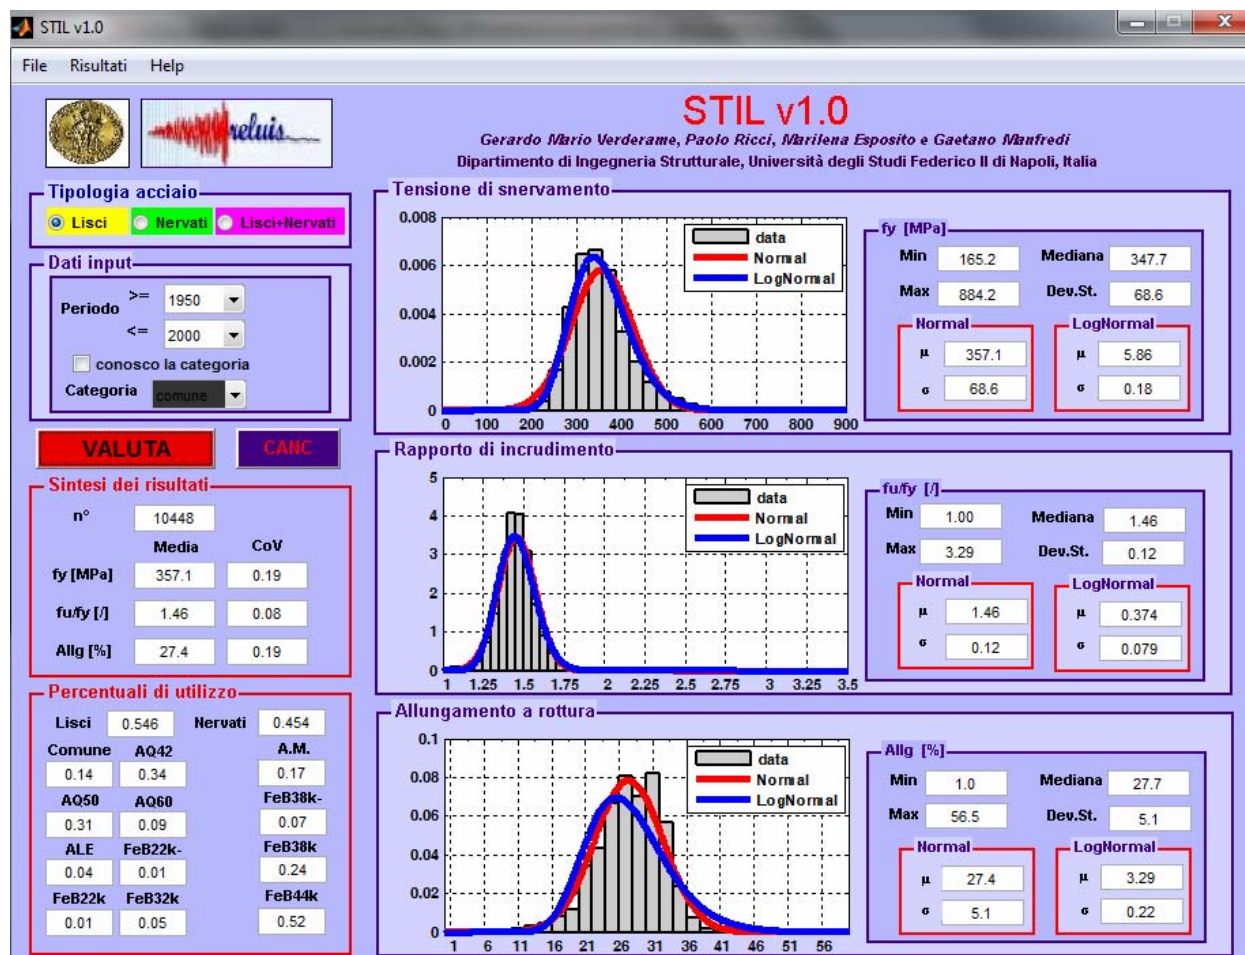 STIL v1.0
File Risultati Help
reluis
STIL v1.0
Gerardo Mario Verderame, Paolo Ricci, Marilena Esposito e Gaetano Manfredi
Dipartimento di Ingegneria Strutturale, Università degli Studi Federico II di Napoli, Italia
Tipologia acciaio
Lisci Nervati Lisci+Nervati
Dati input
Periodo >= 1950
<= 2000
conosco la categoria
Categoria comune
VALUTA CANC
Sintesi dei risultati
n° 10448
Media CoV
fy [MPa] 357.1 0.19
fu/fy [/] 1.46 0.08
Allg [%] 27.4 0.19
Percentuali di utilizzo
Lisci 0.546 Nervati 0.454
Comune AQ42 A.M.
0.14 0.34 0.17
AQ50 AQ60 FeB38k-
0.31 0.09 0.07
ALE FeB22k- FeB38k
0.04 0.01 0.24
FeB22k FeB32k FeB44k
0.01 0.05 0.52
Tensione di snervamento
0.008
0.006
0.004
0.002
0
0 100 200 300 400 500 600 700 800 900
data
Normal
LogNormal
fy [MPa]
Min 165.2 Mediana 347.7
Max 884.2 Dev.St. 68.6
Normal LogNormal
μ 357.1 μ 5.86
σ 68.6 σ 0.18
Rapporto di incrudimento
5
4
3
2
1
0
1 1.25 1.5 1.75 2 2.25 2.5 2.75 3 3.25 3.5
data
Normal
LogNormal
fu/fy [/]
Min 1.00 Mediana 1.46
Max 3.29 Dev.St. 0.12
Normal LogNormal
μ 1.46 μ 0.374
σ 0.12 σ 0.079
Allungamento a rottura
0.1
0.08
0.06
0.04
0.02
0
1 6 11 16 21 26 31 36 41 46 51 56
data
Normal
LogNormal
Allg [%]
Min 1.0 Mediana 27.7
Max 56.5 Dev.St. 5.1
Normal LogNormal
μ 27.4 μ 3.29
σ 5.1 σ 0.22